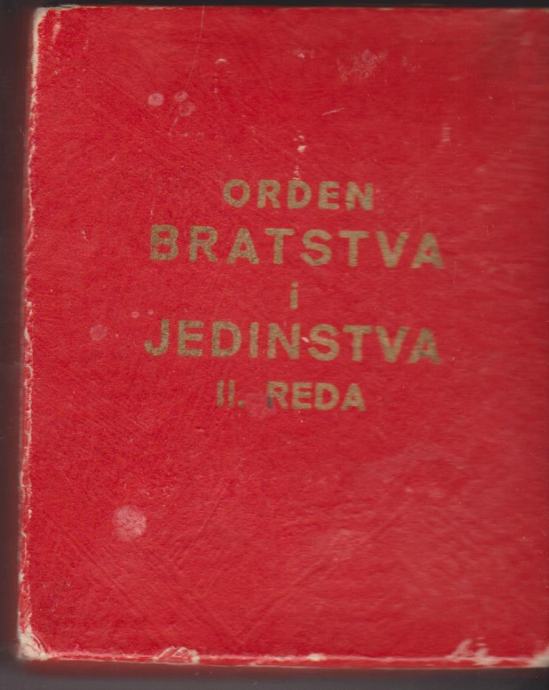 ORDEN
BRATSTVA
i
JEDINSTVA
II. REDA